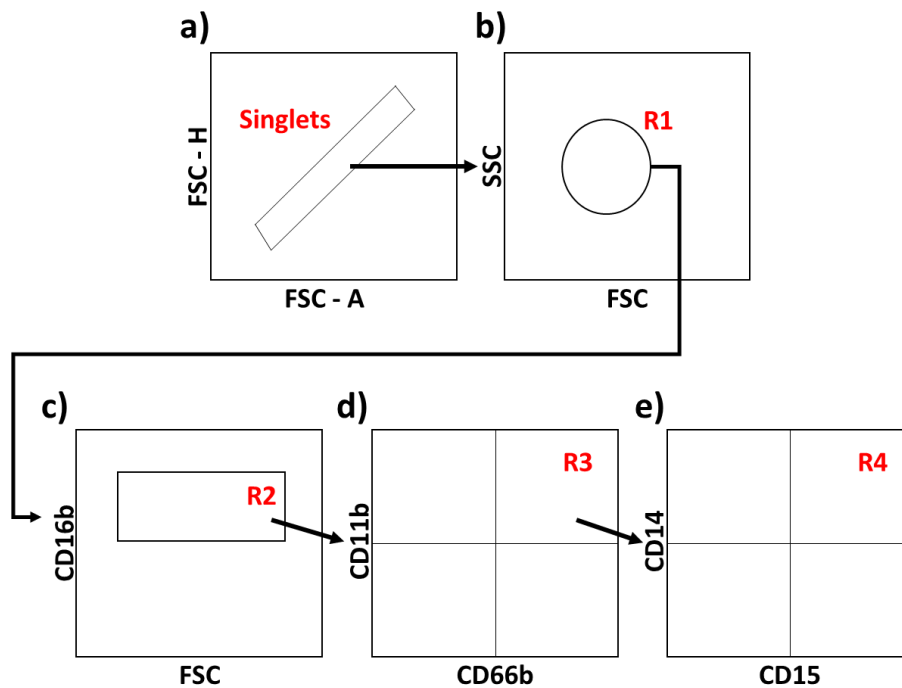 a)
Singlets
FSC - H
FSC - A
b)
R1
SSC
FSC
c)
R2
CD16b
FSC
d)
R3
CD11b
CD66b
e)
R4
CD14
CD15